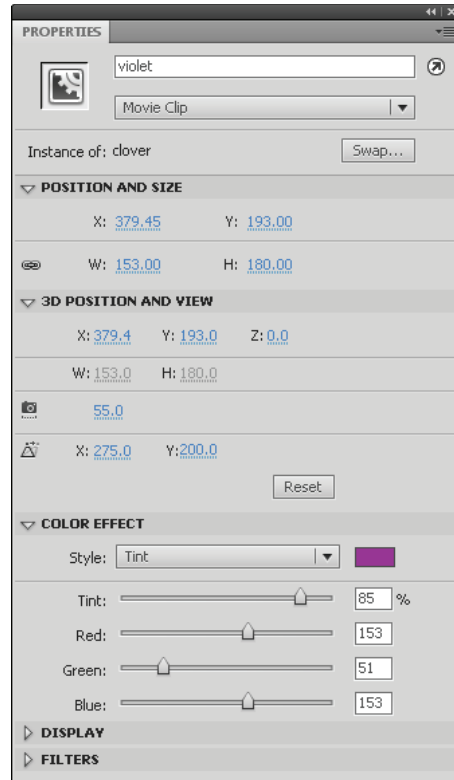 PROPERTIES
violet
Movie Clip
Instance of: clover Swap...
POSITION AND SIZE
X: 379.45 Y: 193.00
W: 153.00 H: 180.00
3D POSITION AND VIEW
X: 379.4 Y: 193.0 Z: 0.0
W: 153.0 H: 180.0
55.0
X: 275.0 Y: 200.0
Reset
COLOR EFFECT
Style: Tint
Tint: 85 %
Red: 153
Green: 51
Blue: 153
DISPLAY
FILTERS